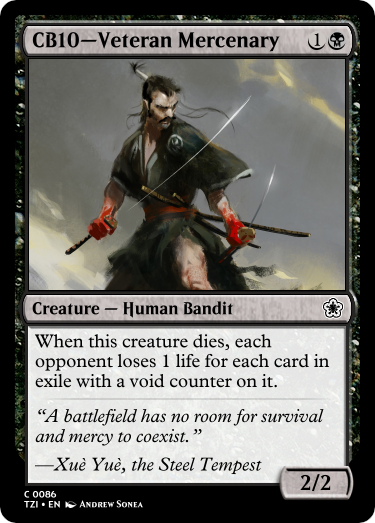 CB10—Veteran Mercenary 1
Creature — Human Bandit
When this creature dies, each
opponent loses 1 life for each card in
exile with a void counter on it.
“A battlefield has no room for survival
and mercy to coexist.”
—Xuè Yuè, the Steel Tempest
2/2
C 0086
TZI • EN Andrew Sonea